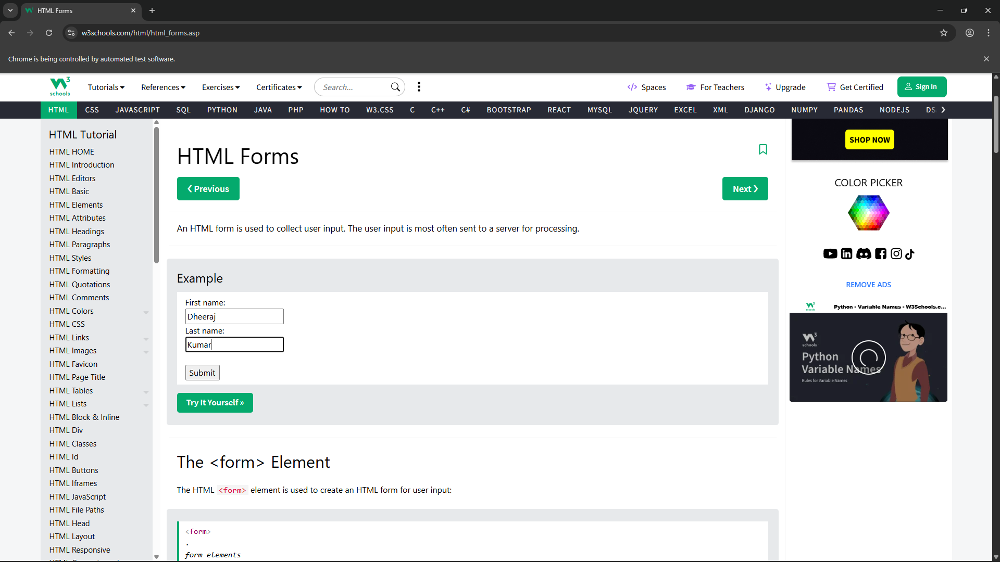 HTML Forms
w3schools.com/html/html_forms.asp
Chrome is being controlled by automated test software.
W3 schools
Tutorials
References
Exercises
Certificates
Search...
Spaces
For Teachers
Upgrade
Get Certified
Sign In
HTML CSS JAVASCRIPT SQL PYTHON JAVA PHP HOW TO W3.CSS C C++ C# BOOTSTRAP REACT MYSQL JQUERY EXCEL XML DJANGO NUMPY PANDAS NODEJS DS
HTML Tutorial
HTML HOME
HTML Introduction
HTML Editors
HTML Basic
HTML Elements
HTML Attributes
HTML Headings
HTML Paragraphs
HTML Styles
HTML Formatting
HTML Quotations
HTML Comments
HTML Colors
HTML CSS
HTML Links
HTML Images
HTML Favicon
HTML Page Title
HTML Tables
HTML Lists
HTML Block & Inline
HTML Div
HTML Classes
HTML Id
HTML Buttons
HTML Iframes
HTML JavaScript
HTML File Paths
HTML Head
HTML Layout
HTML Responsive
HTML Forms
❮ Previous
Next ❯
An HTML form is used to collect user input. The user input is most often sent to a server for processing.
Example
First name:
Dheeraj
Last name:
Kumar
Submit
Try it Yourself »
The <form> Element
The HTML <form> element is used to create an HTML form for user input:
<form>
.
form elements
SHOP NOW
COLOR PICKER
REMOVE ADS
Python - Variable Names - W3Schools.c...
W3 schools
Python
Variable Names
Rules for Variable Names